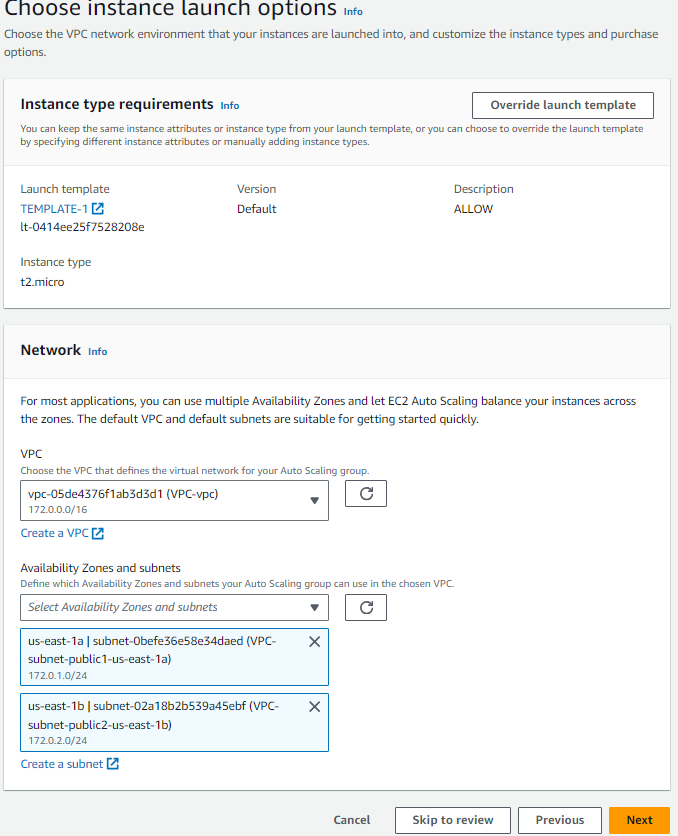 Choose instance launch options Info
Choose the VPC network environment that your instances are launched into, and customize the instance types and purchase
options.
Instance type requirements Info
Override launch template
You can keep the same instance attributes or instance type from your launch template, or you can choose to override the launch template
by specifying different instance attributes or manually adding instance types.
Launch template
TEMPLATE-1
lt-0414ee25f7528208e
Version
Default
Description
ALLOW
Instance type
t2.micro
Network Info
For most applications, you can use multiple Availability Zones and let EC2 Auto Scaling balance your instances across
the zones. The default VPC and default subnets are suitable for getting started quickly.
VPC
Choose the VPC that defines the virtual network for your Auto Scaling group.
vpc-05de4376f1ab3d3d1 (VPC-vpc)
172.0.0.0/16
Create a VPC
Availability Zones and subnets
Define which Availability Zones and subnets your Auto Scaling group can use in the chosen VPC.
Select Availability Zones and subnets
us-east-1a | subnet-0befe36e58e34daed (VPC-
subnet-public1-us-east-1a)
172.0.1.0/24
us-east-1b | subnet-02a18b2b539a45ebf (VPC-
subnet-public2-us-east-1b)
172.0.2.0/24
Create a subnet
Cancel
Skip to review
Previous
Next